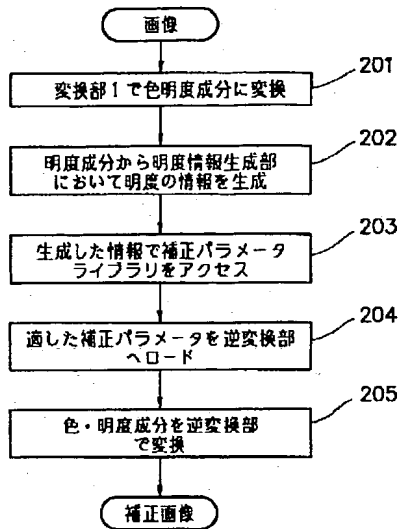 画像
変換部1で色明度成分に変換
201
明度成分から明度情報生成部
において明度の情報を生成
202
生成した情報で補正パラメータ
ライブラリをアクセス
203
適した補正パラメータを逆変換部
へロード
204
色・明度成分を逆変換部
で変換
205
補正画像